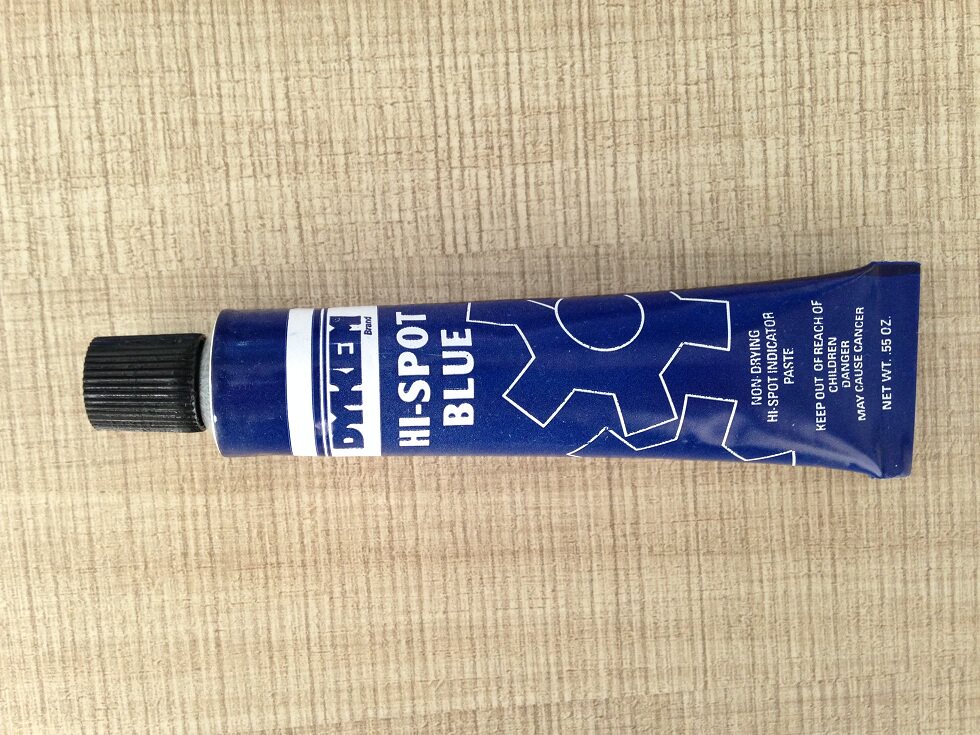 DYKEM
Brand
HI-SPOT
BLUE
NON-DRYING
HI-SPOT INDICATOR
PASTE
KEEP OUT OF REACH OF
CHILDREN
DANGER
MAY CAUSE CANCER
NET WT. .55 OZ.